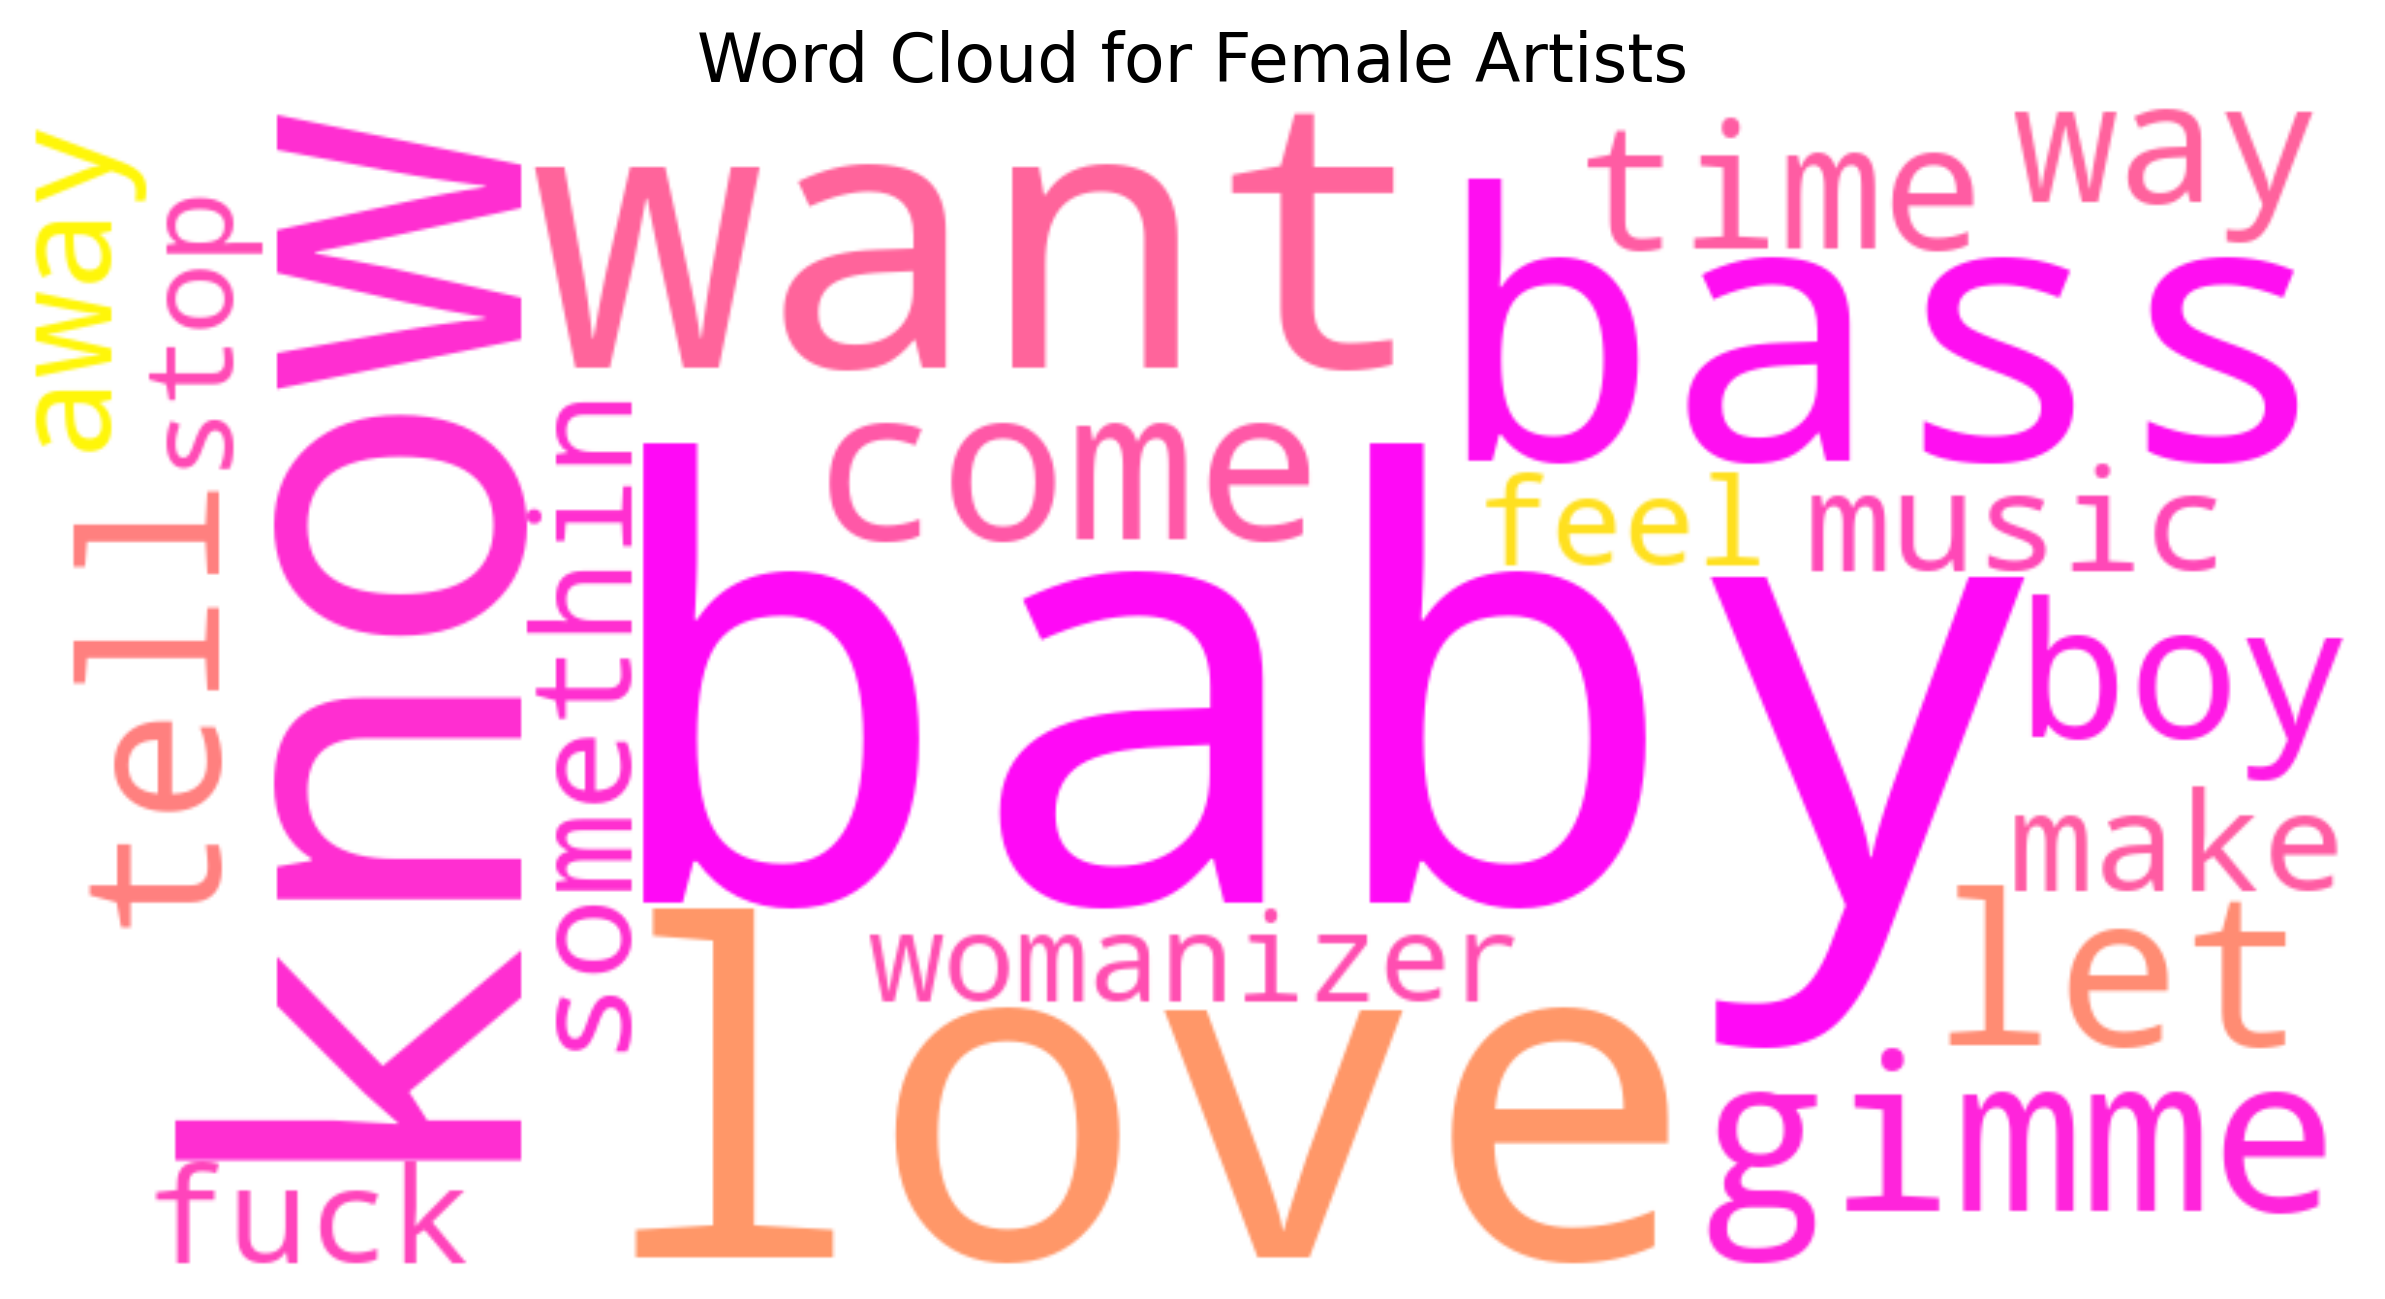 Word Cloud for Female Artists
away
stop
tell
know
want
time
way
bass
come
feel
music
somethin
baby
boy
make
womanizer
let
love
gimme
fuck